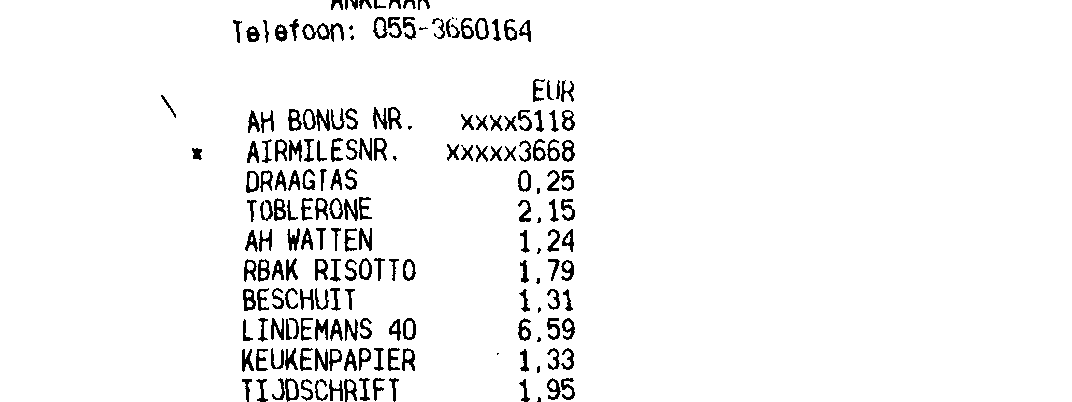 ANKLAAR
Telefoon: 055-3660164
EUR
AH BONUS NR. xxxx5118
* AIRMILESNR. xxxxx3668
DRAAGTAS 0,25
TOBLERONE 2,15
AH WATTEN 1,24
RBAK RISOTTO 1,79
BESCHUIT 1,31
LINDEMANS 40 6,59
KEUKENPAPIER 1,33
TIJDSCHRIFT 1,95